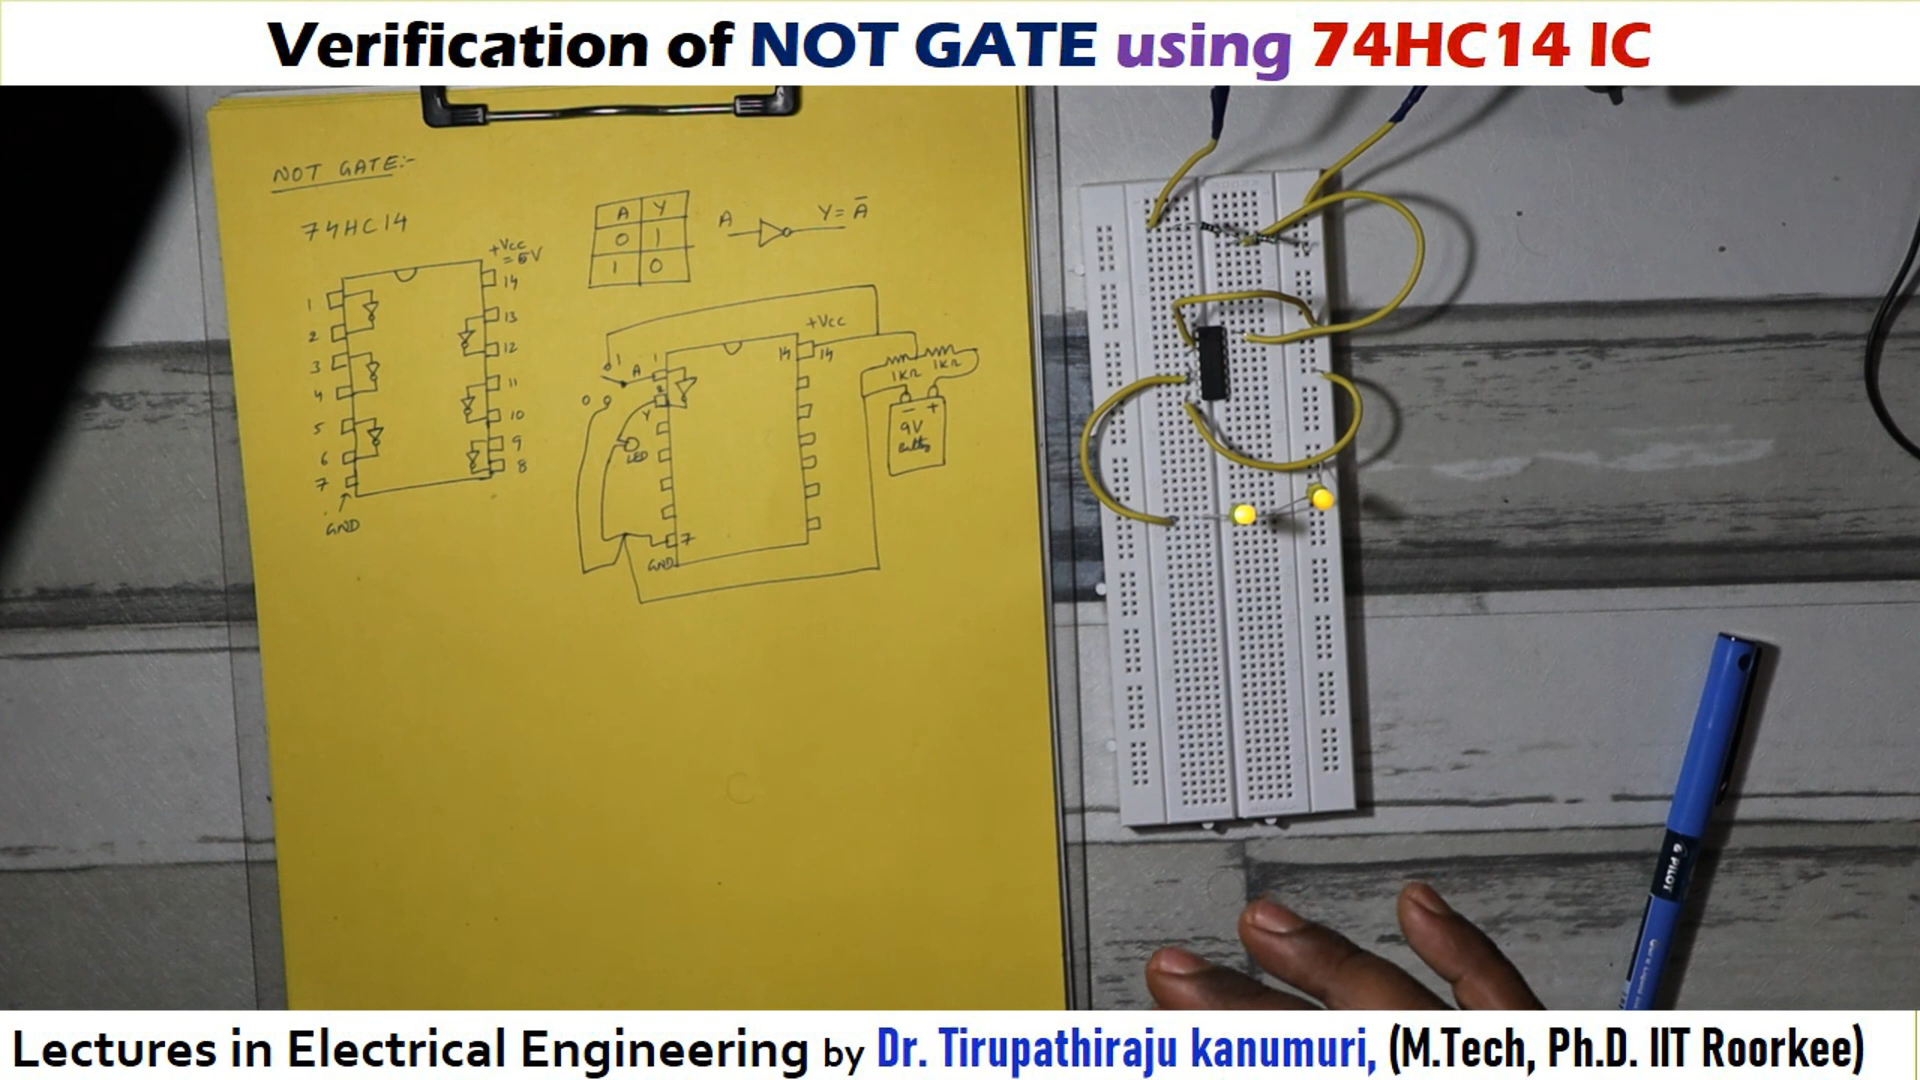 Verification of NOT GATE using 74HC14 IC
NOT GATE:-
74HC14
+Vcc
= 5V
1
2
3
4
5
6
7
GND
14
13
12
11
10
9
8
A Y
0 1
1 0
A
Y = A̅
+Vcc
1
0
A
1
2
Y
LED
7
GND
14
14
1KΩ
1KΩ
- +
9V
Battery
PILOT
Lectures in Electrical Engineering by Dr. Tirupathiraju kanumuri, (M.Tech, Ph.D. IIT Roorkee)